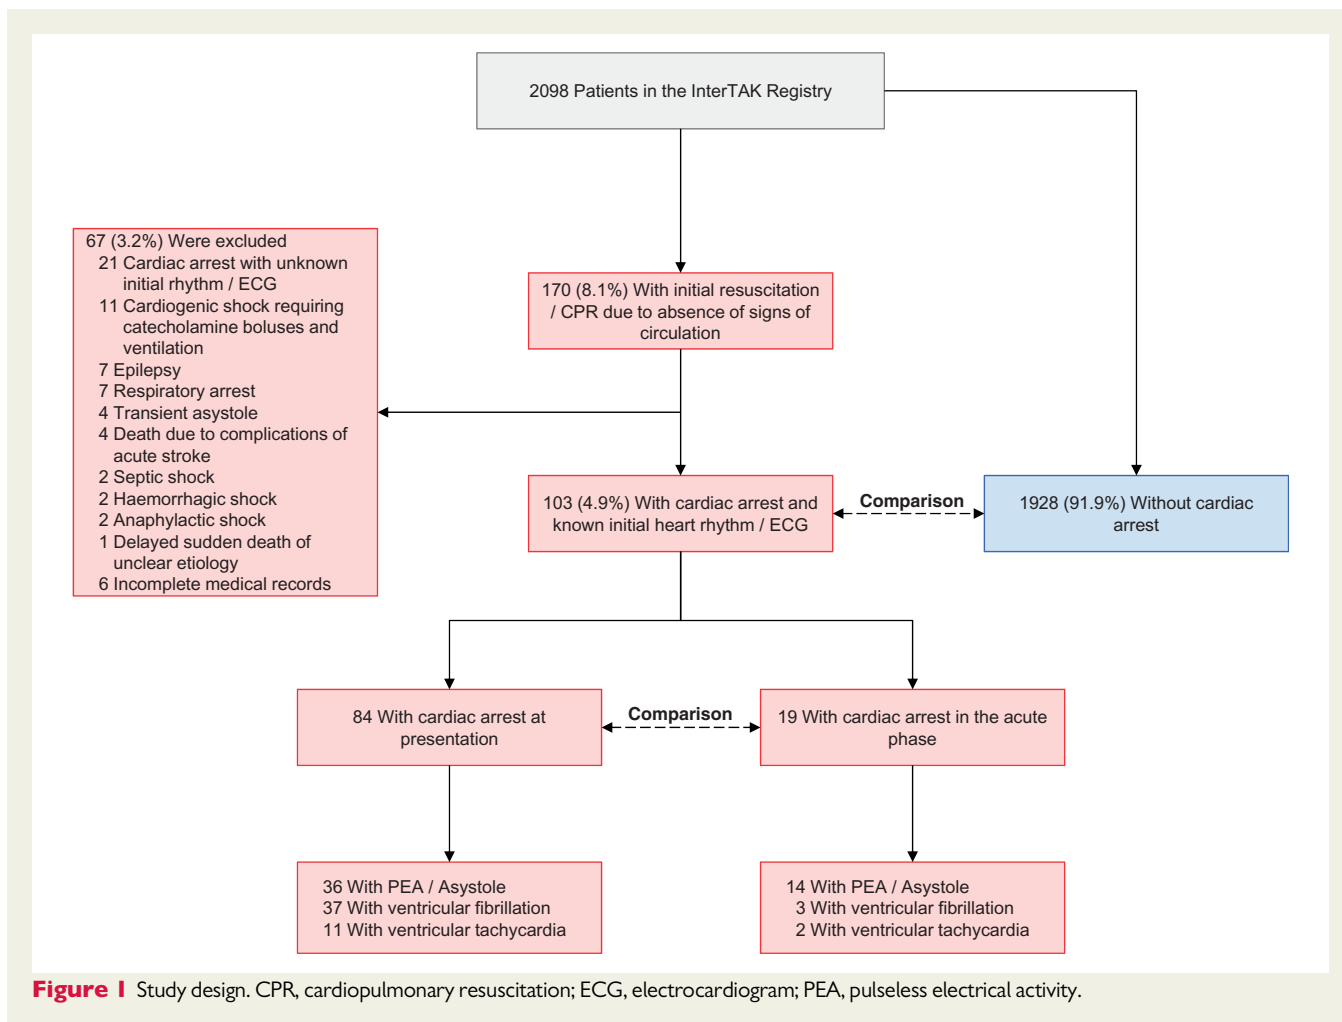 2098 Patients in the InterTAK Registry
67 (3.2%) Were excluded
21 Cardiac arrest with unknown
initial rhythm / ECG
11 Cardiogenic shock requiring
catecholamine boluses and
ventilation
7 Epilepsy
7 Respiratory arrest
4 Transient asystole
4 Death due to complications of
acute stroke
2 Septic shock
2 Haemorrhagic shock
2 Anaphylactic shock
1 Delayed sudden death of
unclear etiology
6 Incomplete medical records
170 (8.1%) With initial resuscitation
/ CPR due to absence of signs of
circulation
103 (4.9%) With cardiac arrest and
known initial heart rhythm / ECG
Comparison
1928 (91.9%) Without cardiac
arrest
84 With cardiac arrest at
presentation
Comparison
19 With cardiac arrest in the acute
phase
36 With PEA / Asystole
37 With ventricular fibrillation
11 With ventricular tachycardia
14 With PEA / Asystole
3 With ventricular fibrillation
2 With ventricular tachycardia
Figure 1 Study design. CPR, cardiopulmonary resuscitation; ECG, electrocardiogram; PEA, pulseless electrical activity.